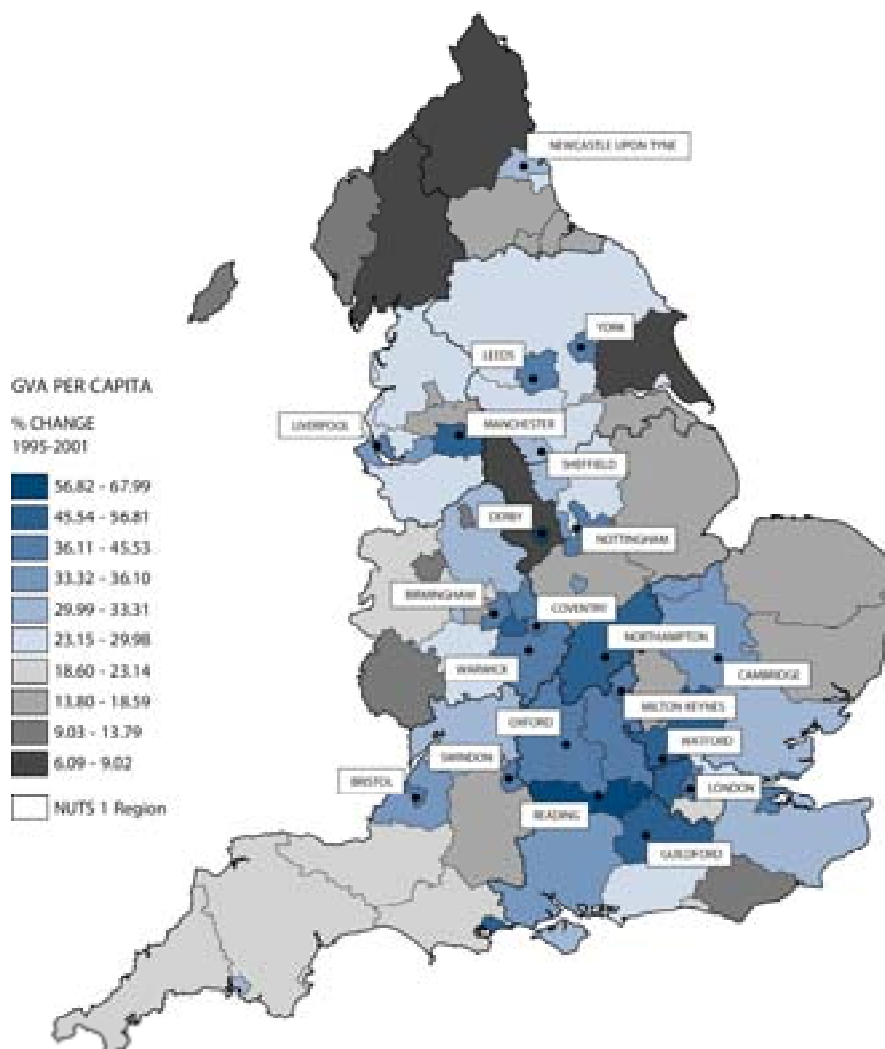 NEWCASTLE UPON TYNE
YORK
LEEDS
GVA PER CAPITA
% CHANGE
1995-2001
LIVERPOOL
MANCHESTER
SHEFFIELD
56.82 - 67.99
45.54 - 56.81
36.11 - 45.53
33.32 - 36.10
29.99 - 33.31
23.15 - 29.98
18.60 - 23.14
13.80 - 18.59
9.03 - 13.79
6.09 - 9.02
NUTS 1 Region
DERBY
NOTTINGHAM
BIRMINGHAM
COVENTRY
NORTHAMPTON
WARWICK
CAMBRIDGE
MILTON KEYNES
OXFORD
WATFORD
SWINDON
BRISTOL
LONDON
READING
GUILDFORD